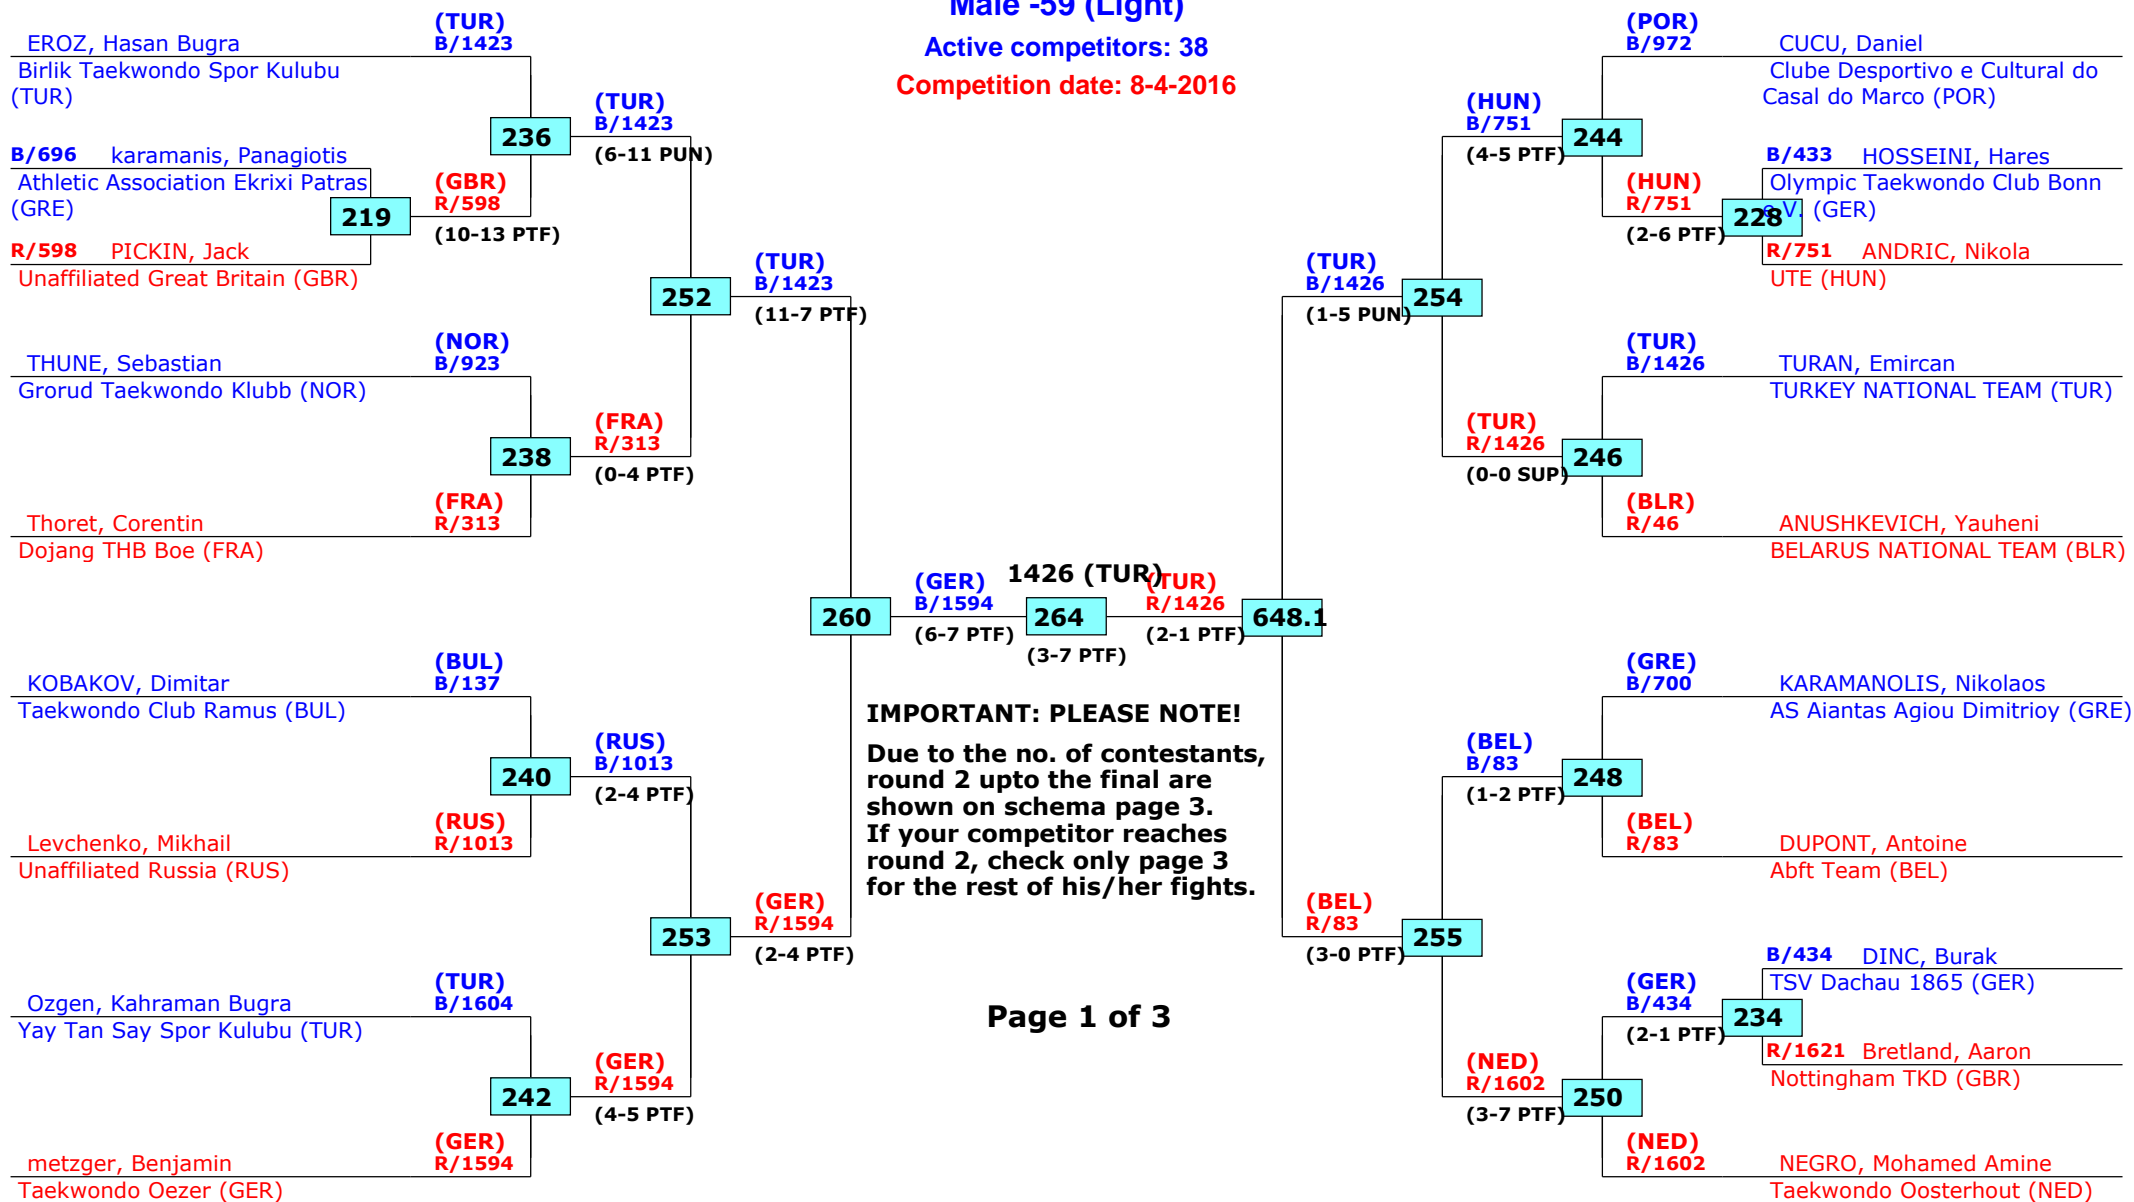 Male -59 (Light)
Active competitors: 38
Competition date: 8-4-2016
(TUR)
B/1423
EROZ, Hasan Bugra
Birlik Taekwondo Spor Kulubu
(TUR)
236
(TUR)
B/1423
(6-11 PUN)
B/696 karamanis, Panagiotis
Athletic Association Ekrixi Patras
(GRE)
219
(GBR)
R/598
(10-13 PTF)
R/598 PICKIN, Jack
Unaffiliated Great Britain (GBR)
252
(TUR)
B/1423
(11-7 PTF)
(NOR)
B/923
THUNE, Sebastian
Grorud Taekwondo Klubb (NOR)
238
(FRA)
R/313
(0-4 PTF)
(FRA)
R/313
Thoret, Corentin
Dojang THB Boe (FRA)
260
(GER)
B/1594
(6-7 PTF)
1426 (TUR)
264
(3-7 PTF)
(TUR)
R/1426
(2-1 PTF)
648.1
(BUL)
B/137
KOBAKOV, Dimitar
Taekwondo Club Ramus (BUL)
240
(RUS)
B/1013
(2-4 PTF)
(RUS)
R/1013
Levchenko, Mikhail
Unaffiliated Russia (RUS)
253
(GER)
R/1594
(2-4 PTF)
(TUR)
B/1604
Ozgen, Kahraman Bugra
Yay Tan Say Spor Kulubu (TUR)
242
(GER)
R/1594
(4-5 PTF)
(GER)
R/1594
metzger, Benjamin
Taekwondo Oezer (GER)
IMPORTANT: PLEASE NOTE!
Due to the no. of contestants,
round 2 upto the final are
shown on schema page 3.
If your competitor reaches
round 2, check only page 3
for the rest of his/her fights.
Page 1 of 3
(POR)
B/972
CUCU, Daniel
Clube Desportivo e Cultural do
Casal do Marco (POR)
(HUN)
B/751
(4-5 PTF)
244
B/433 HOSSEINI, Hares
Olympic Taekwondo Club Bonn
e.V. (GER)
(HUN)
R/751
(2-6 PTF)
228
R/751 ANDRIC, Nikola
UTE (HUN)
(TUR)
B/1426
(1-5 PUN)
254
(TUR)
B/1426
TURAN, Emircan
TURKEY NATIONAL TEAM (TUR)
(TUR)
R/1426
(0-0 SUP)
246
(BLR)
R/46
ANUSHKEVICH, Yauheni
BELARUS NATIONAL TEAM (BLR)
(GRE)
B/700
KARAMANOLIS, Nikolaos
AS Aiantas Agiou Dimitrioy (GRE)
(BEL)
B/83
(1-2 PTF)
248
(BEL)
R/83
DUPONT, Antoine
Abft Team (BEL)
(BEL)
R/83
(3-0 PTF)
255
B/434 DINC, Burak
TSV Dachau 1865 (GER)
(GER)
B/434
(2-1 PTF)
234
R/1621 Bretland, Aaron
Nottingham TKD (GBR)
(NED)
R/1602
(3-7 PTF)
250
(NED)
R/1602
NEGRO, Mohamed Amine
Taekwondo Oosterhout (NED)